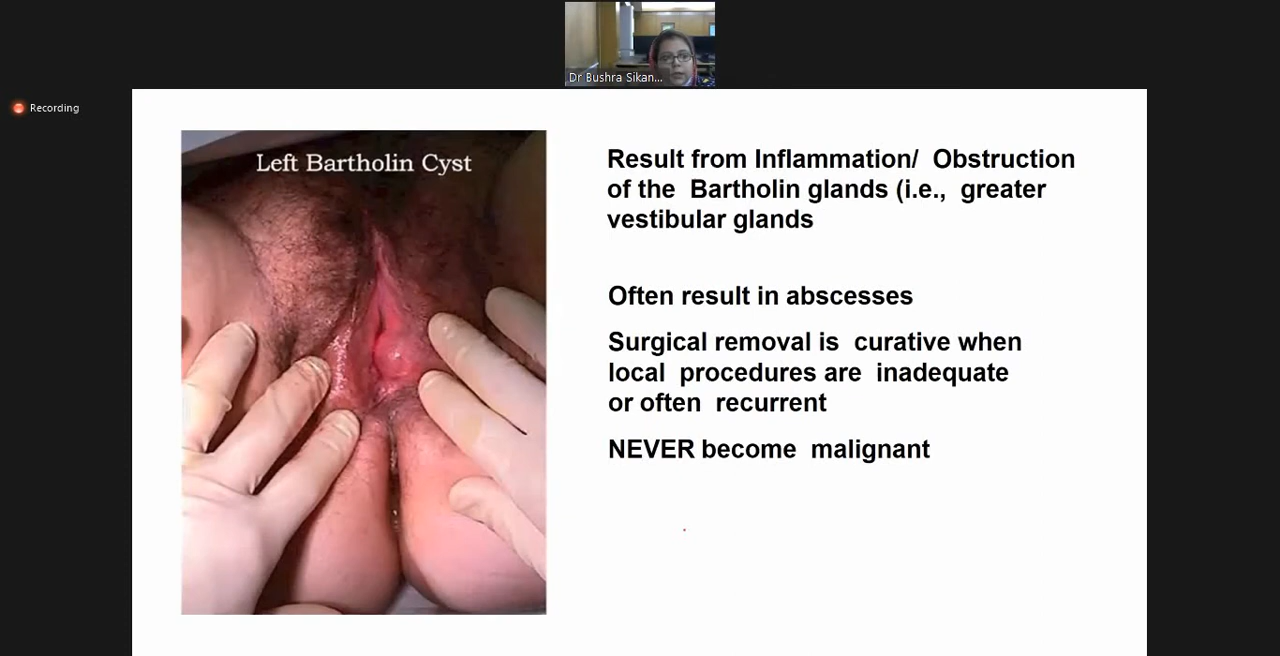 Dr Bushra Sikan...
Recording
Left Bartholin Cyst
Result from Inflammation/ Obstruction
of the Bartholin glands (i.e., greater
vestibular glands
Often result in abscesses
Surgical removal is curative when
local procedures are inadequate
or often recurrent
NEVER become malignant